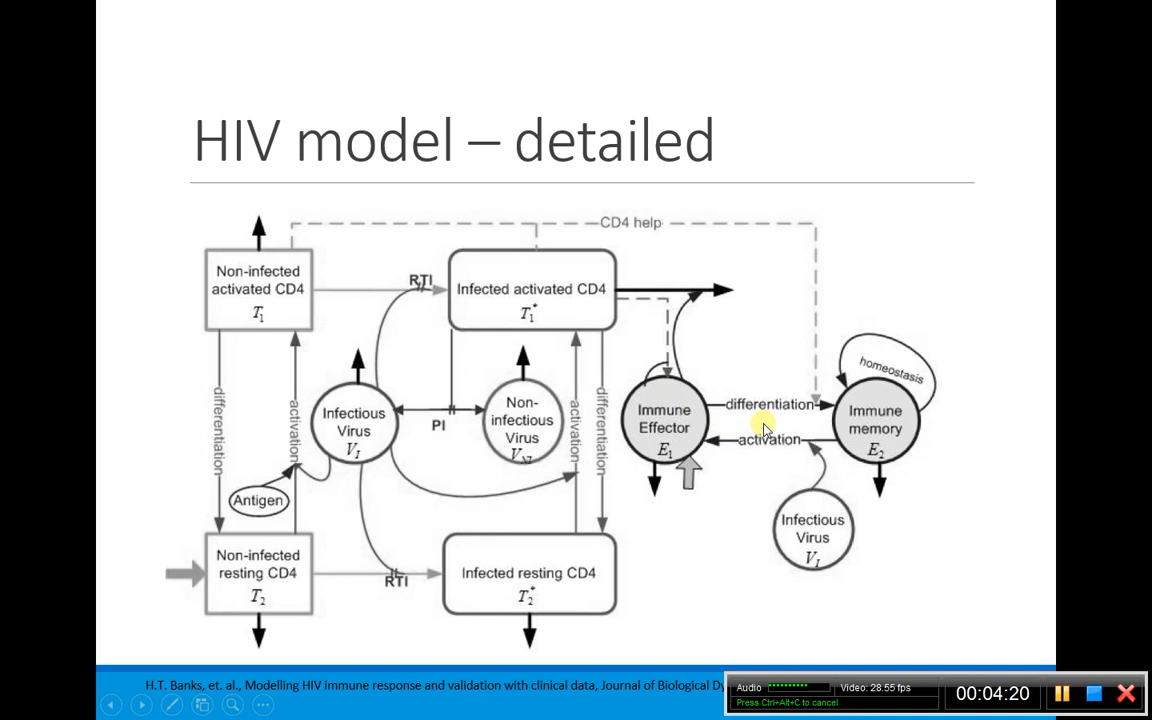 HIV model – detailed
CD4 help
Non-infected
activated CD4
T1
RTI
Infected activated CD4
T1*
differentiation
activation
Infectious
Virus
VI
PI
Non-
infectious
Virus
VNI
activation
differentiation
Immune
Effector
E1
differentiation
activation
homeostasis
Immune
memory
E2
Antigen
Infectious
Virus
VI
Non-infected
resting CD4
T2
RTI
Infected resting CD4
T2*
H.T. Banks, et. al., Modelling HIV immune response and validation with clinical data, Journal of Biological Dy
Audio
Video: 28.55 fps
Press Ctrl+Alt+C to cancel
00:04:20